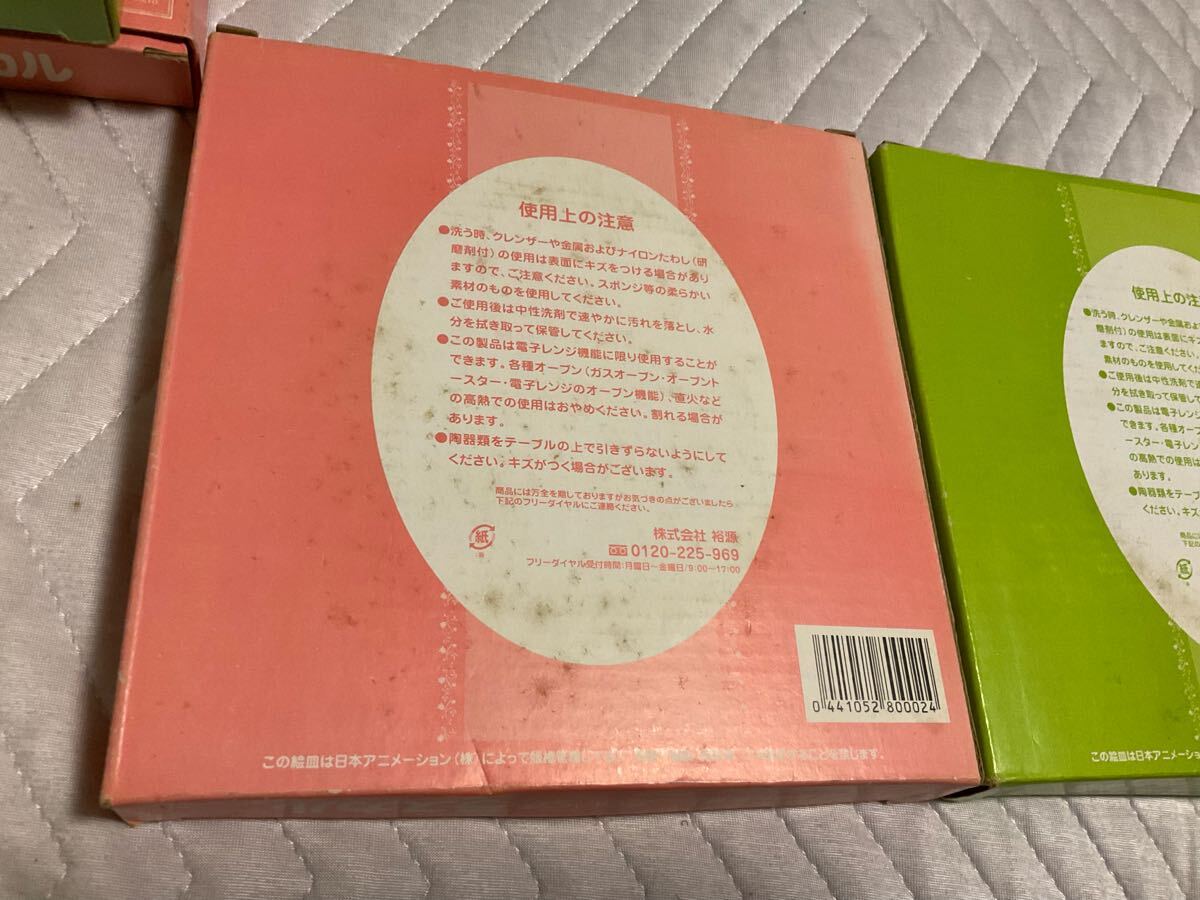 カル
使用上の注意
●洗う時、クレンザーや金属およびナイロンたわし(研
磨剤付)の使用は表面にキズをつける場合があり
ますので、ご注意ください。スポンジ等の柔らかい
素材のものを使用してください。
●ご使用後は中性洗剤で速やかに汚れを落とし、水
分を拭き取って保管してください。
●この製品は電子レンジ機能に限り使用することが
できます。各種オーブン(ガスオーブン・オーブント
ースター・電子レンジのオーブン機能)、直火など
の高熱での使用はおやめください。割れる場合が
あります。
●陶器類をテーブルの上で引きずらないようにして
ください。キズがつく場合がございます。
商品には万全を期しておりますがお気づきの点がございましたら
下記のフリーダイヤルにご連絡ください。
紙
株式会社 裕源
0120-225-969
フリーダイヤル受付時間:月曜日〜金曜日/9:00〜17:00
0 441052 800024
この絵皿は日本アニメーション(株)によって
を禁じます。
使用上の注
●洗う時、クレンザーや金属お
磨剤付)の使用は表面にキズ
ますので、ご注意ください
素材のものを使用してくだ
●ご使用後は中性洗剤で
分を拭き取って保管して
●この製品は電子レン
できます。各種オーブ
ースター・電子レン
の高熱での使用は
あります。
●陶器類をテーブ
ください。キズ
商品には
下記の
紙
この絵皿は日本アニメーショ